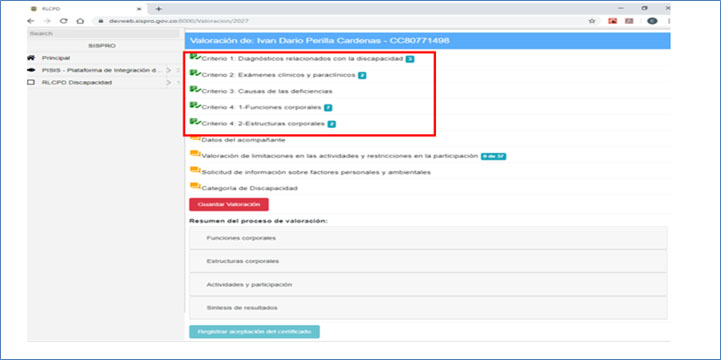 RLCPD
devweb.sispro.gov.co:8000/Valoracion/2027
Search
SISPRO
Principal
PISIS - Plataforma de Integración d...
RLCPD Discapacidad
Valoración de: Ivan Dario Perilla Cardenas - CC80771498
Criterio 1: Diagnósticos relacionados con la discapacidad 3
Criterio 2: Exámenes clínicos y paraclínicos 2
Criterio 3: Causas de las deficiencias
Criterio 4: 1-Funciones corporales 2
Criterio 4: 2-Estructuras corporales 2
Datos del acompañante
Valoración de limitaciones en las actividades y restricciones en la participación 0 de 37
Solicitud de información sobre factores personales y ambientales
Categoría de Discapacidad
Guardar Valoración
Resumen del proceso de valoración:
Funciones corporales
Estructuras corporales
Actividades y participación
Síntesis de resultados
Registrar aceptación del certificado